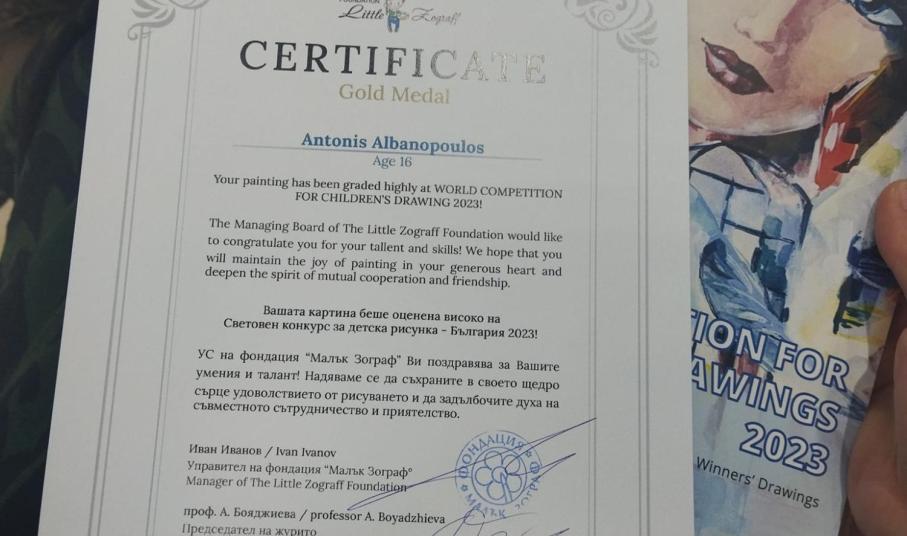 FOUNDATION
Little Zograff
CERTIFICATE
Gold Medal
Antonis Albanopoulos
Age 16
Your painting has been graded highly at WORLD COMPETITION
FOR CHILDREN'S DRAWING 2023!
The Managing Board of The Little Zograff Foundation would like
to congratulate you for your tallent and skills! We hope that you
will maintain the joy of painting in your generous heart and
deepen the spirit of mutual cooperation and friendship.
Вашата картина беше оценена високо на
Световен конкурс за детска рисунка - България 2023!
УС на фондация "Малък Зограф" Ви поздравява за Вашите
умения и талант! Надяваме се да съхраните в своето щедро
сърце удоволствието от рисуването и да задълбочите духа на
съвместното сътрудничество и приятелство.
Иван Иванов / Ivan Ivanov
Управител на фондация "Малък Зограф"
Manager of The Little Zograff Foundation
проф. А. Бояджиева / professor A. Boyadzhieva
Председател на журито
ФОНДАЦИЯ
МАЛЪК ЗОГРАФ
TION FOR
AWINGS
2023
Winners' Drawings